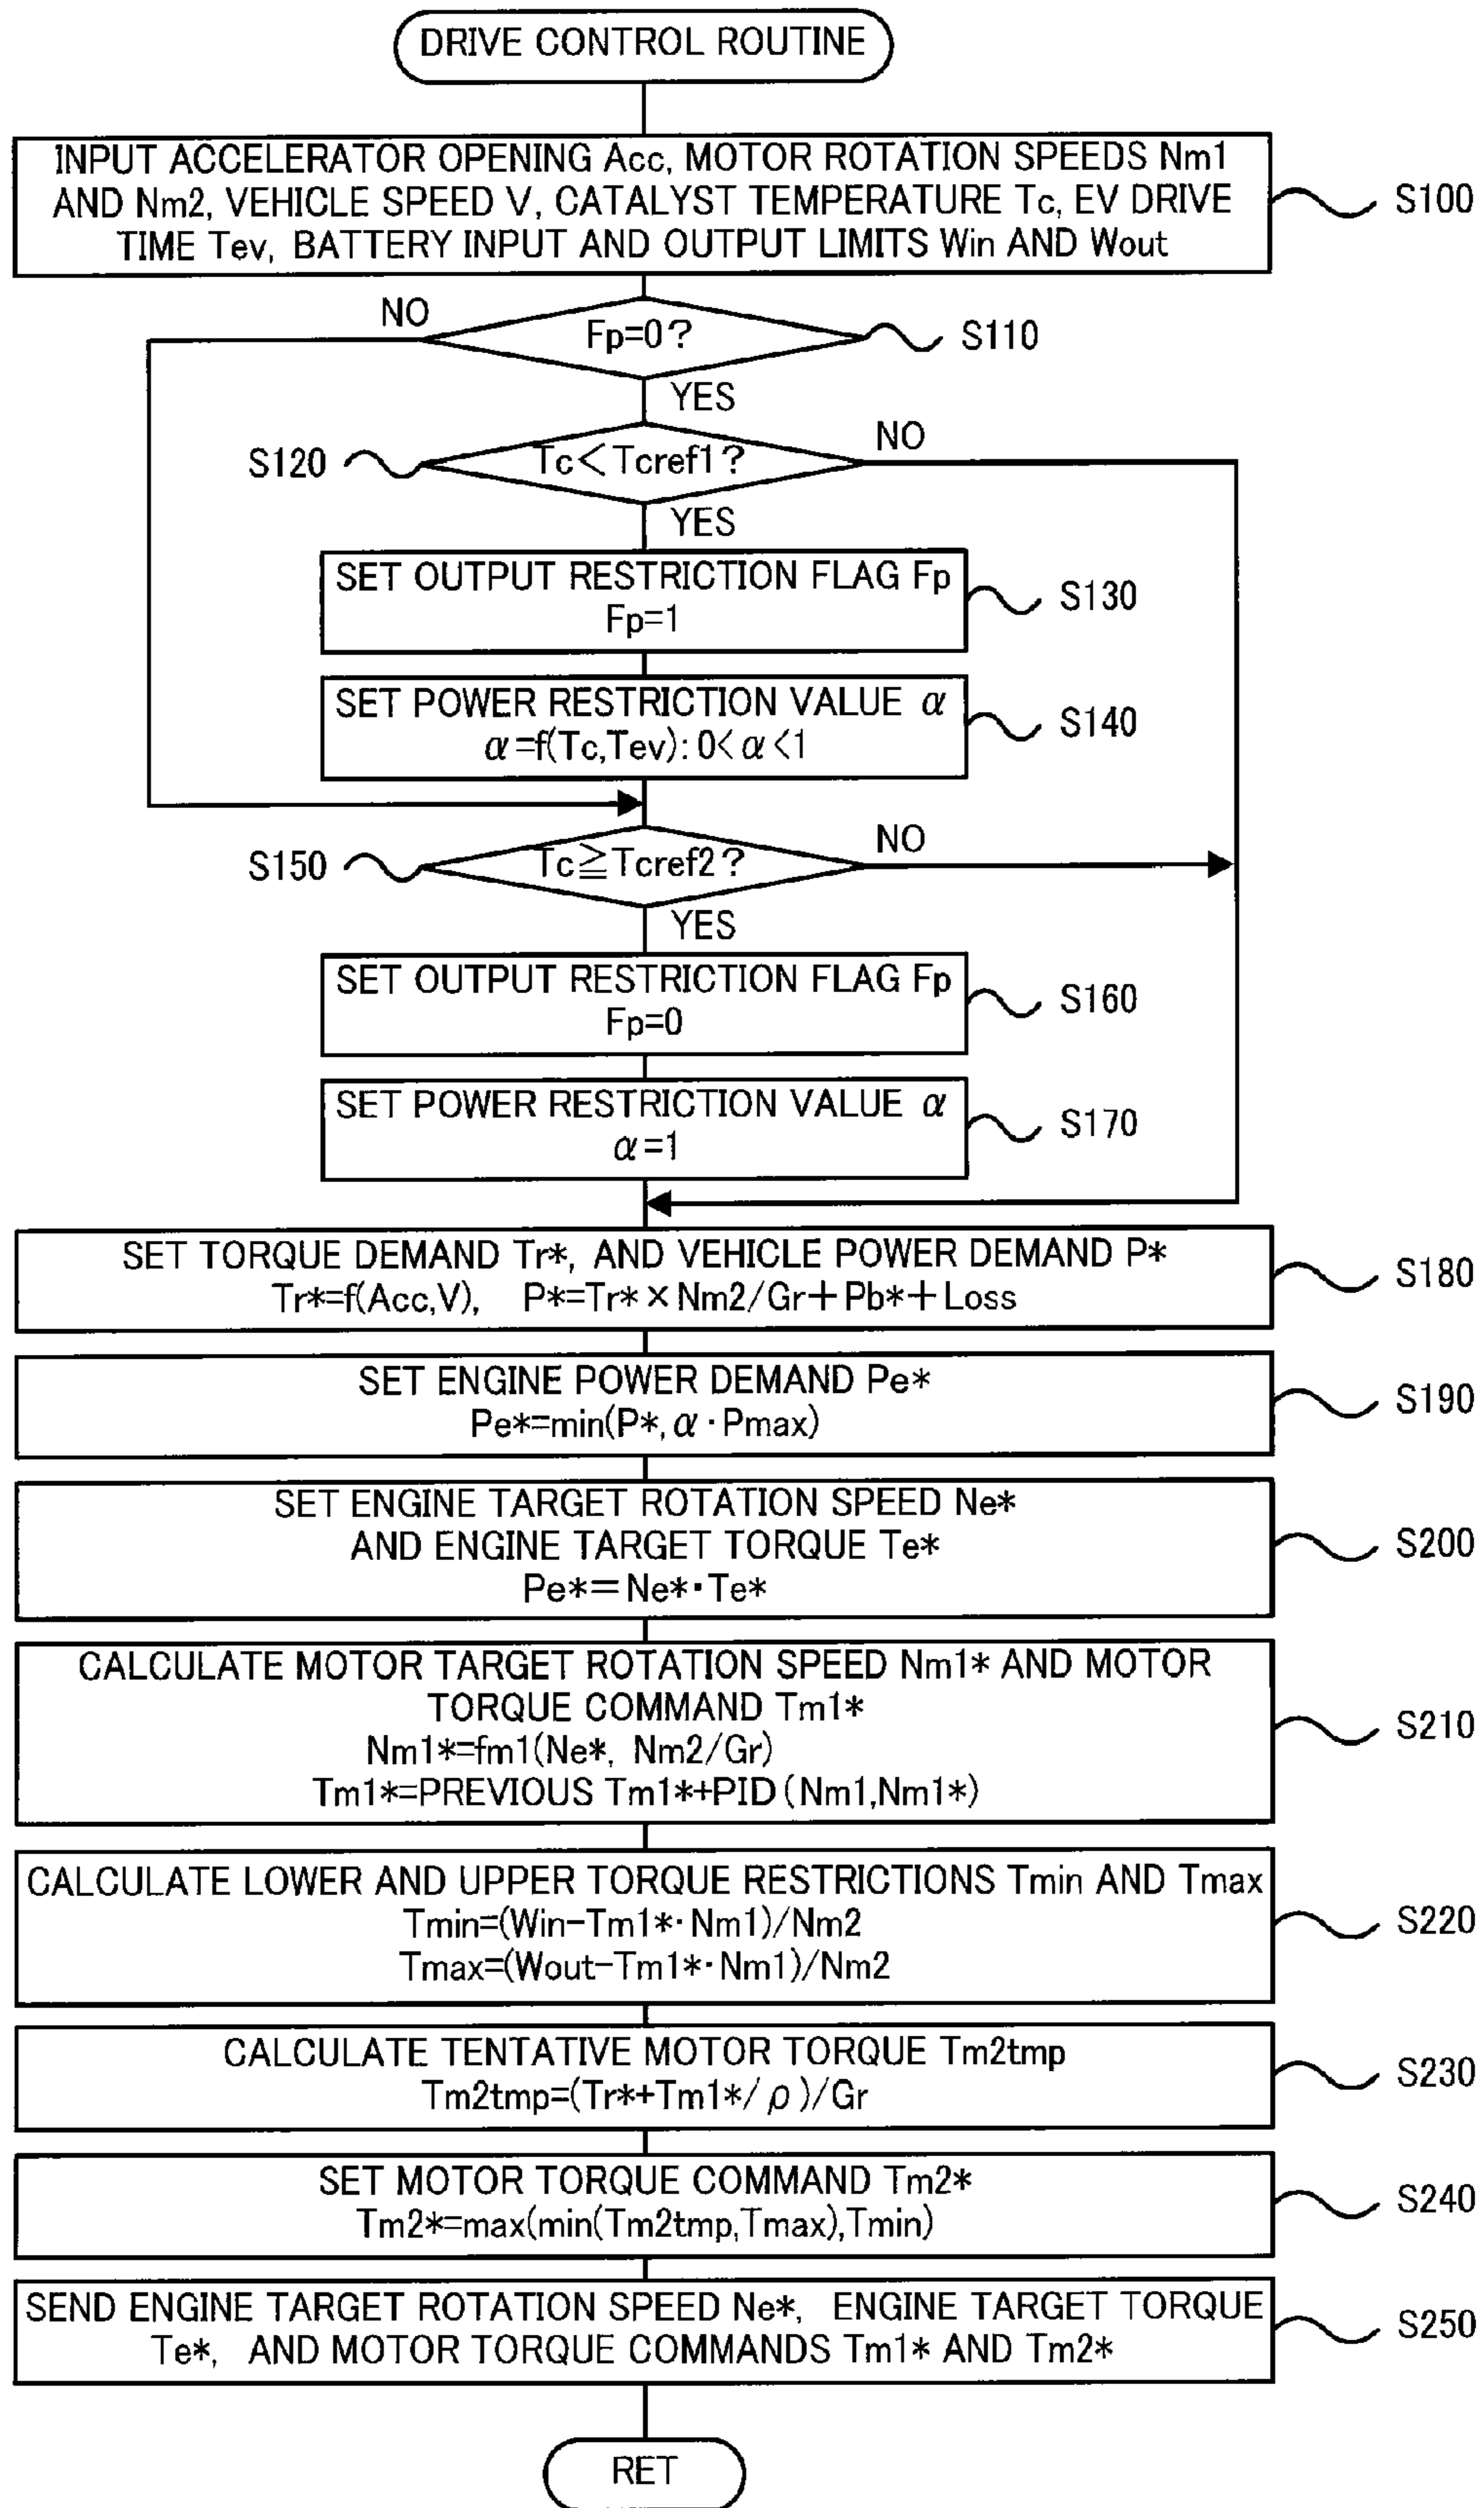 DRIVE CONTROL ROUTINE
INPUT ACCELERATOR OPENING Acc, MOTOR ROTATION SPEEDS Nm1
AND Nm2, VEHICLE SPEED V, CATALYST TEMPERATURE Tc, EV DRIVE
TIME Tev, BATTERY INPUT AND OUTPUT LIMITS Win AND Wout
S100
NO
Fp=0?
S110
YES
S120
Tc<Tcref1?
NO
YES
SET OUTPUT RESTRICTION FLAG Fp
Fp=1
S130
SET POWER RESTRICTION VALUE α
α=f(Tc,Tev):0<α<1
S140
S150
Tc≧Tcref2?
NO
YES
SET OUTPUT RESTRICTION FLAG Fp
Fp=0
S160
SET POWER RESTRICTION VALUE α
α=1
S170
SET TORQUE DEMAND Tr*, AND VEHICLE POWER DEMAND P*
Tr*=f(Acc,V), P*=Tr*×Nm2/Gr+Pb*+Loss
S180
SET ENGINE POWER DEMAND Pe*
Pe*=min(P*,α·Pmax)
S190
SET ENGINE TARGET ROTATION SPEED Ne*
AND ENGINE TARGET TORQUE Te*
Pe*=Ne*·Te*
S200
CALCULATE MOTOR TARGET ROTATION SPEED Nm1* AND MOTOR
TORQUE COMMAND Tm1*
Nm1*=fm1(Ne*, Nm2/Gr)
Tm1*=PREVIOUS Tm1*+PID(Nm1,Nm1*)
S210
CALCULATE LOWER AND UPPER TORQUE RESTRICTIONS Tmin AND Tmax
Tmin=(Win-Tm1*·Nm1)/Nm2
Tmax=(Wout-Tm1*·Nm1)/Nm2
S220
CALCULATE TENTATIVE MOTOR TORQUE Tm2tmp
Tm2tmp=(Tr*+Tm1*/ρ)/Gr
S230
SET MOTOR TORQUE COMMAND Tm2*
Tm2*=max(min(Tm2tmp,Tmax),Tmin)
S240
SEND ENGINE TARGET ROTATION SPEED Ne*, ENGINE TARGET TORQUE
Te*, AND MOTOR TORQUE COMMANDS Tm1* AND Tm2*
S250
RET